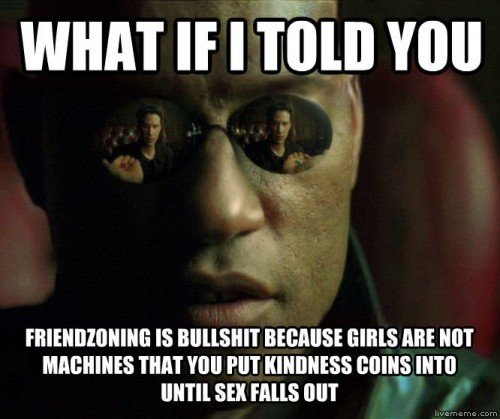 WHAT IF I TOLD YOU
FRIENDZONING IS BULLSHIT BECAUSE GIRLS ARE NOT
MACHINES THAT YOU PUT KINDNESS COINS INTO
UNTIL SEX FALLS OUT
livememe.com